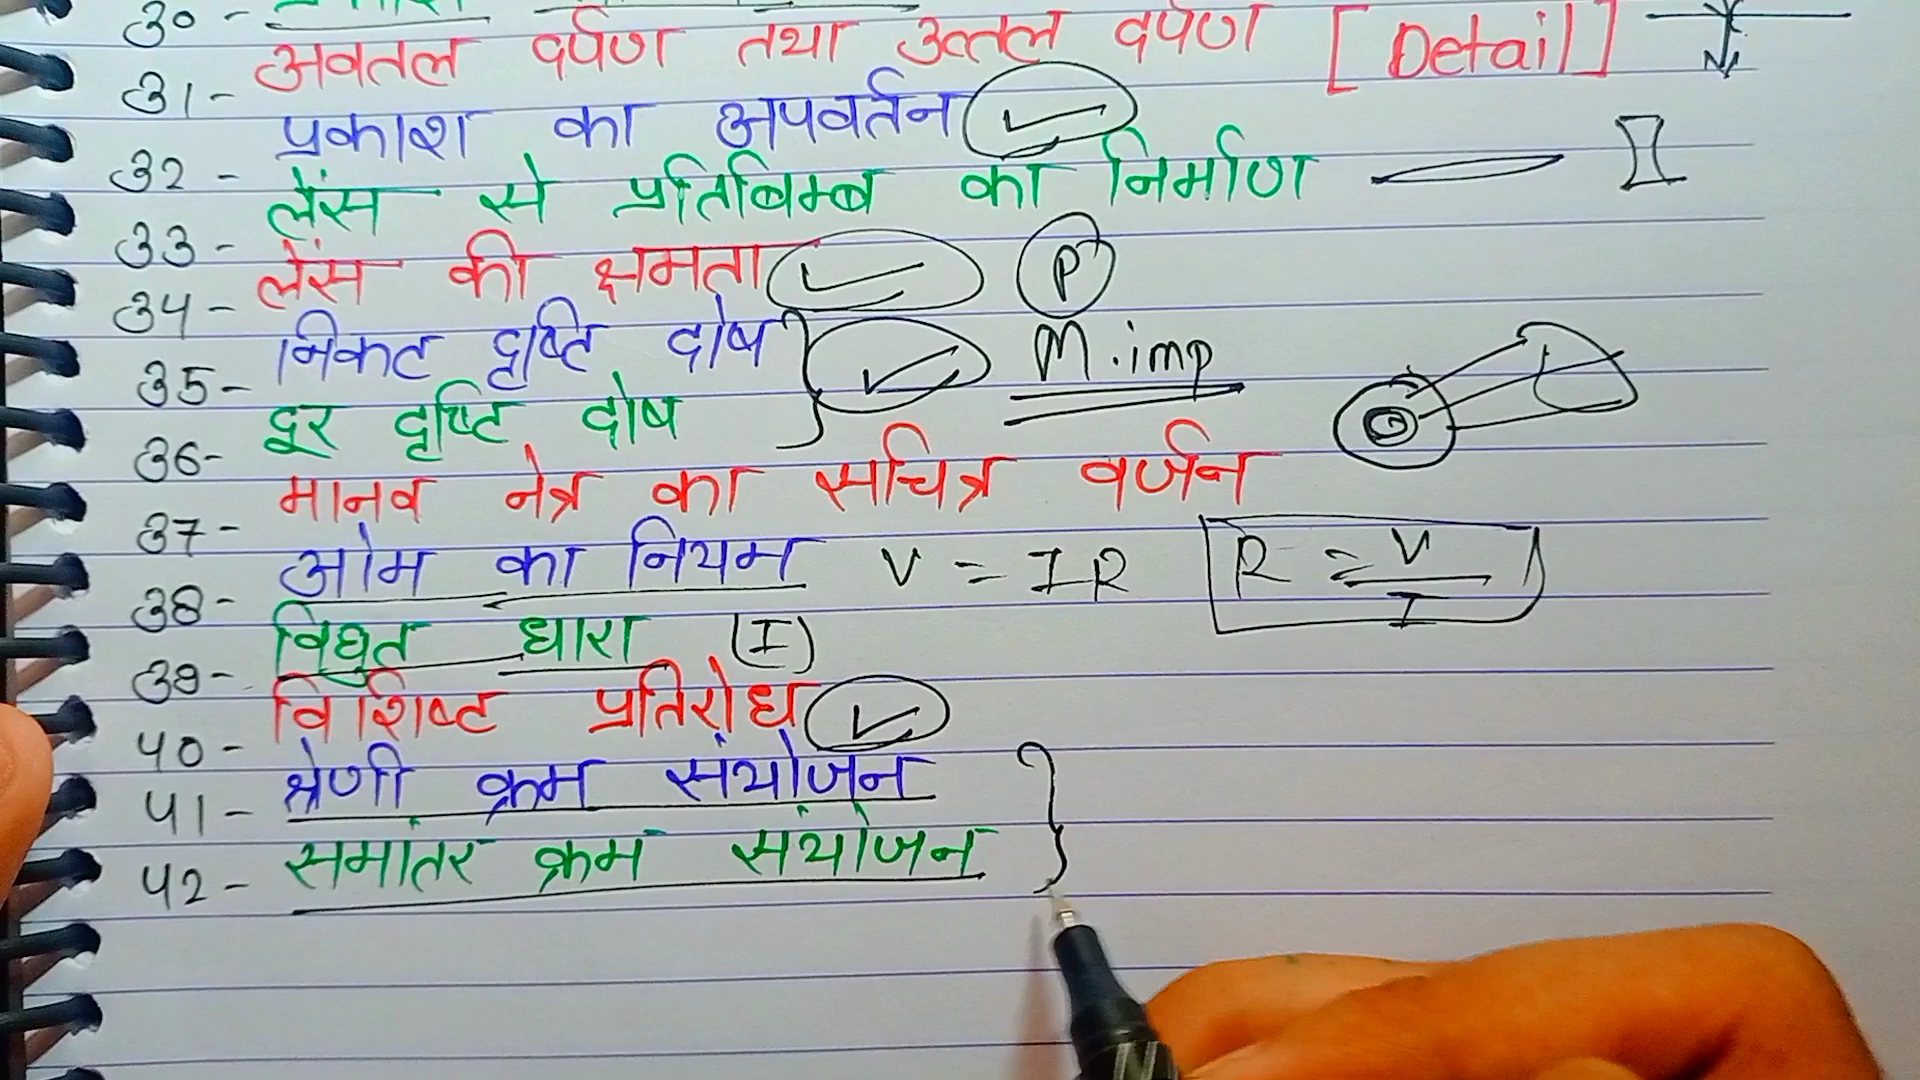 30 -
31 - अवतल दर्पण तथा उत्तल दर्पण [Detail]
32 - प्रकाश का अपवर्तन
33 - लेंस से प्रतिबिम्ब का निर्माण
34 - लेंस की क्षमता P
35 - निकट दृष्टि दोष M.imp
36- दूर दृष्टि दोष
37 - मानव नेत्र का सचित्र वर्णन
38 - ओम का नियम V = IR R = V/I
39 - विधुत धारा (I)
40 - विशिष्ट प्रतिरोध
41 - श्रेणी क्रम संयोजन
42 - समांतर क्रम संयोजन